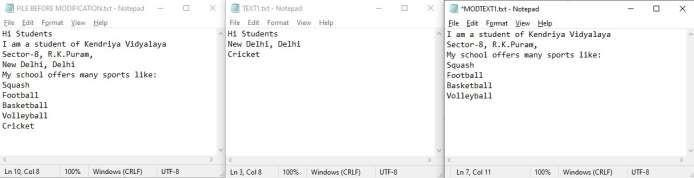 FILE BEFORE MODIFICATION.txt - Notepad
File Edit Format View Help
Hi Students
I am a student of Kendriya Vidyalaya
Sector-8, R.K.Puram,
New Delhi, Delhi
My school offers many sports like:
Squash
Football
Basketball
Volleyball
Cricket
Ln 10, Col 8 100% Windows (CRLF) UTF-8
TEXT1.txt - Notepad
File Edit Format View Help
Hi Students
New Delhi, Delhi
Cricket
Ln 3, Col 8 100% Windows (CRLF) UTF-8
*MODTEXT1.txt - Notepad
File Edit Format View Help
I am a student of Kendriya Vidyalaya
Sector-8, R.K.Puram,
My school offers many sports like:
Squash
Football
Basketball
Volleyball
Ln 7, Col 11 100% Windows (CRLF) UTF-8